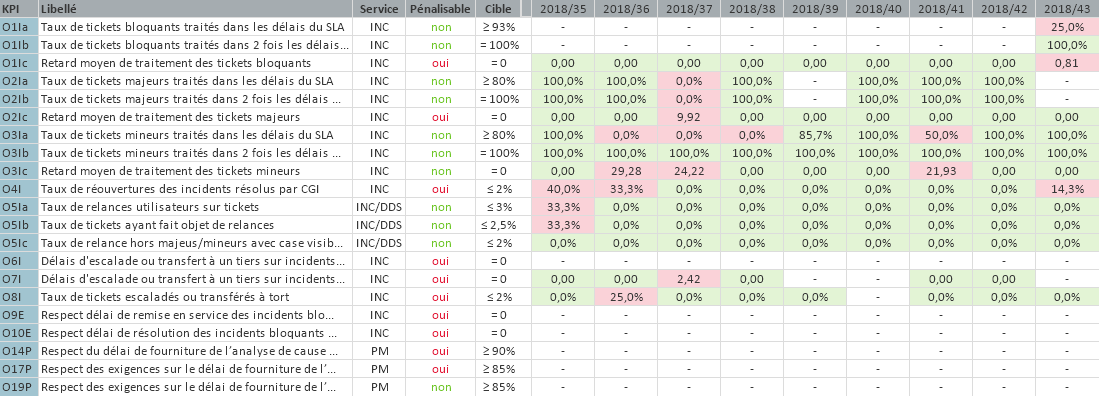 KPI Libellé Service Pénalisable Cible 2018/35 2018/36 2018/37 2018/38 2018/39 2018/40 2018/41 2018/42 2018/43
O1Ia Taux de tickets bloquants traités dans les délais du SLA INC non ≥ 93% - - - - - - - - 25,0%
O1Ib Taux de tickets bloquants traités dans 2 fois les délais... INC non = 100% - - - - - - - - 100,0%
O1Ic Retard moyen de traitement des tickets bloquants INC oui = 0 0,00 0,00 0,00 0,00 0,00 0,00 0,00 0,00 0,81
O2Ia Taux de tickets majeurs traités dans les délais du SLA INC non ≥ 80% 100,0% 100,0% 0,0% 100,0% - 100,0% 100,0% 100,0% -
O2Ib Taux de tickets majeurs traités dans 2 fois les délais ... INC non = 100% 100,0% 100,0% 0,0% 100,0% - 100,0% 100,0% 100,0% -
O2Ic Retard moyen de traitement des tickets majeurs INC oui = 0 0,00 0,00 9,92 0,00 0,00 0,00 0,00 0,00 0,00
O3Ia Taux de tickets mineurs traités dans les délais du SLA INC non ≥ 80% 100,0% 0,0% 0,0% 0,0% 85,7% 100,0% 50,0% 100,0% 100,0%
O3Ib Taux de tickets mineurs traités dans 2 fois les délais ... INC non = 100% 100,0% 100,0% 100,0% 100,0% 100,0% 100,0% 100,0% 100,0% 100,0%
O3Ic Retard moyen de traitement des tickets mineurs INC non = 0 0,00 29,28 24,22 0,00 0,00 0,00 21,93 0,00 0,00
O4I Taux de réouvertures des incidents résolus par CGI INC oui ≤ 2% 40,0% 33,3% 0,0% 0,0% 0,0% 0,0% 0,0% 0,0% 14,3%
O5Ia Taux de relances utilisateurs sur tickets INC/DDS non ≤ 3% 33,3% 0,0% 0,0% 0,0% 0,0% 0,0% 0,0% 0,0% 0,0%
O5Ib Taux de tickets ayant fait objet de relances INC/DDS non ≤ 2,5% 33,3% 0,0% 0,0% 0,0% 0,0% 0,0% 0,0% 0,0% 0,0%
O5Ic Taux de relance hors majeus/mineurs avec case visib... INC/DDS non ≤ 2% 0,0% 0,0% 0,0% 0,0% 0,0% 0,0% 0,0% 0,0% 0,0%
O6I Délais d'escalade ou transfert à un tiers sur incidents... INC oui = 0 - - - - - - - - -
O7I Délais d'escalade ou transfert à un tiers sur incidents... INC oui = 0 0,00 0,00 2,42 0,00 - - 0,00 0,00 -
O8I Taux de tickets escaladés ou transférés à tort INC oui ≤ 2% 0,0% 25,0% 0,0% 0,0% 0,0% - 0,0% 0,0% 0,0%
O9E Respect délai de remise en service des incidents blo... INC oui = 0 - - - - - - - - -
O10E Respect délai de résolution des incidents bloquants ... INC oui = 0 - - - - - - - - -
O14P Respect du délai de fourniture de l’analyse de cause ... PM oui ≥ 90% - - - - - - - - -
O17P Respect des exigences sur le délai de fourniture de l’... PM oui ≥ 85% - - - - - - - - -
O19P Respect des exigences sur le délai de fourniture de l’... PM non ≥ 85% - - - - - - - - -